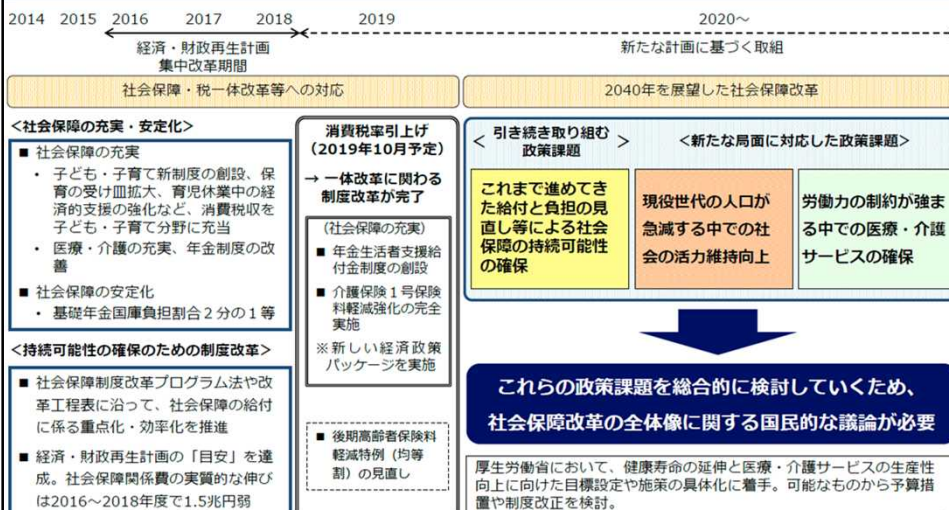 2014 2015 2016 2017 2018 2019 2020～
経済・財政再生計画
集中改革期間
新たな計画に基づく取組
社会保障・税一体改革等への対応
2040年を展望した社会保障改革
＜社会保障の充実・安定化＞
■ 社会保障の充実
・ 子ども・子育て新制度の創設、保
育の受け皿拡大、育児休業中の経
済的支援の強化など、消費税収を
子ども・子育て分野に充当
・ 医療・介護の充実、年金制度の改
善
■ 社会保障の安定化
・ 基礎年金国庫負担割合２分の１等
＜持続可能性の確保のための制度改革＞
■ 社会保障制度改革プログラム法や改
革工程表に沿って、社会保障の給付
に係る重点化・効率化を推進
■ 経済・財政再生計画の「目安」を達
成。社会保障関係費の実質的な伸び
は2016～2018年度で1.5兆円弱
消費税率引上げ
（2019年10月予定）
→ 一体改革に関わる
制度改革が完了
（社会保障の充実）
■ 年金生活者支援給
付金制度の創設
■ 介護保険１号保険
料軽減強化の完全
実施
※新しい経済政策
パッケージを実施
■ 後期高齢者保険料
軽減特例（均等
割）の見直し
＜ 引き続き取り組む
政策課題 ＞
＜新たな局面に対応した政策課題＞
これまで進めてき
た給付と負担の見
直し等による社会
保障の持続可能性
の確保
現役世代の人口が
急減する中での社
会の活力維持向上
労働力の制約が強ま
る中での医療・介護
サービスの確保
これらの政策課題を総合的に検討していくため、
社会保障改革の全体像に関する国民的な議論が必要
厚生労働省において、健康寿命の延伸と医療・介護サービスの生産性
向上に向けた目標設定や施策の具体化に着手。可能なものから予算措
置や制度改正を検討。